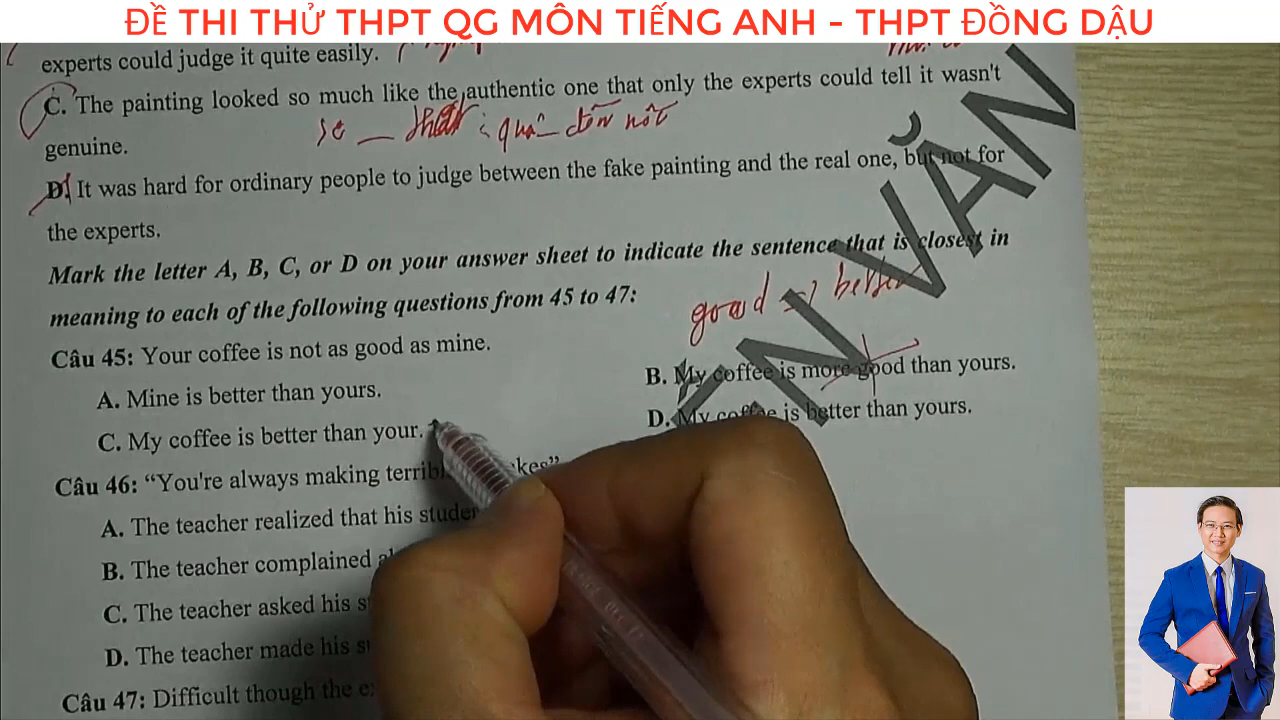 ĐỀ THI THỬ THPT QG MÔN TIẾNG ANH - THPT ĐỒNG DẬU
experts could judge it quite easily.
C. The painting looked so much like the authentic one that only the experts could tell it wasn't
genuine.
D. It was hard for ordinary people to judge between the fake painting and the real one, but not for
the experts.
Mark the letter A, B, C, or D on your answer sheet to indicate the sentence that is closest in
meaning to each of the following questions from 45 to 47:
good => better
Câu 45: Your coffee is not as good as mine.
A. Mine is better than yours.
B. My coffee is more good than yours.
C. My coffee is better than your.
D. My coffee is better than yours.
Câu 46: “You're always making
A. The teacher realized that his
B. The teacher complained
C. The teacher asked his
D. The teacher made his
Câu 47: Difficult though the
VĂN